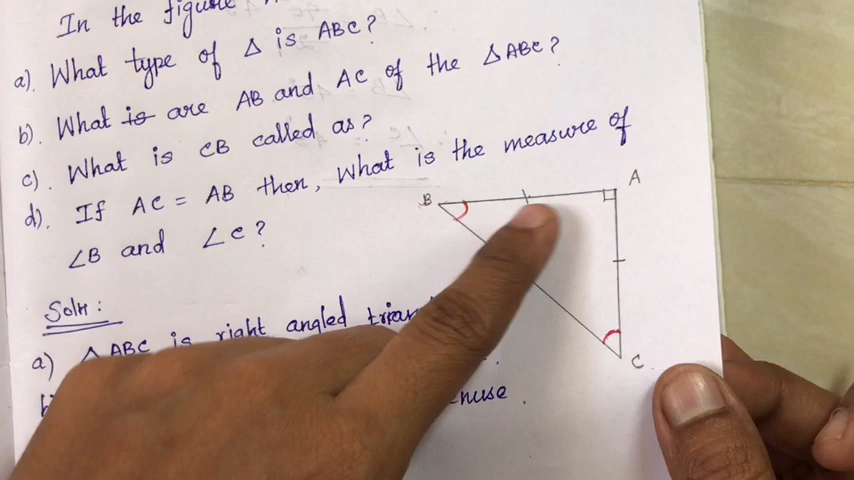 In the figure
a). What type of Δ is ABC?
b). What is are AB and AC of the ΔABC?
c). What is CB called as?
d). If AC = AB then, What is the measure of
∠B and ∠C?
B
A
C
Soln:
a) ΔABC is right angled